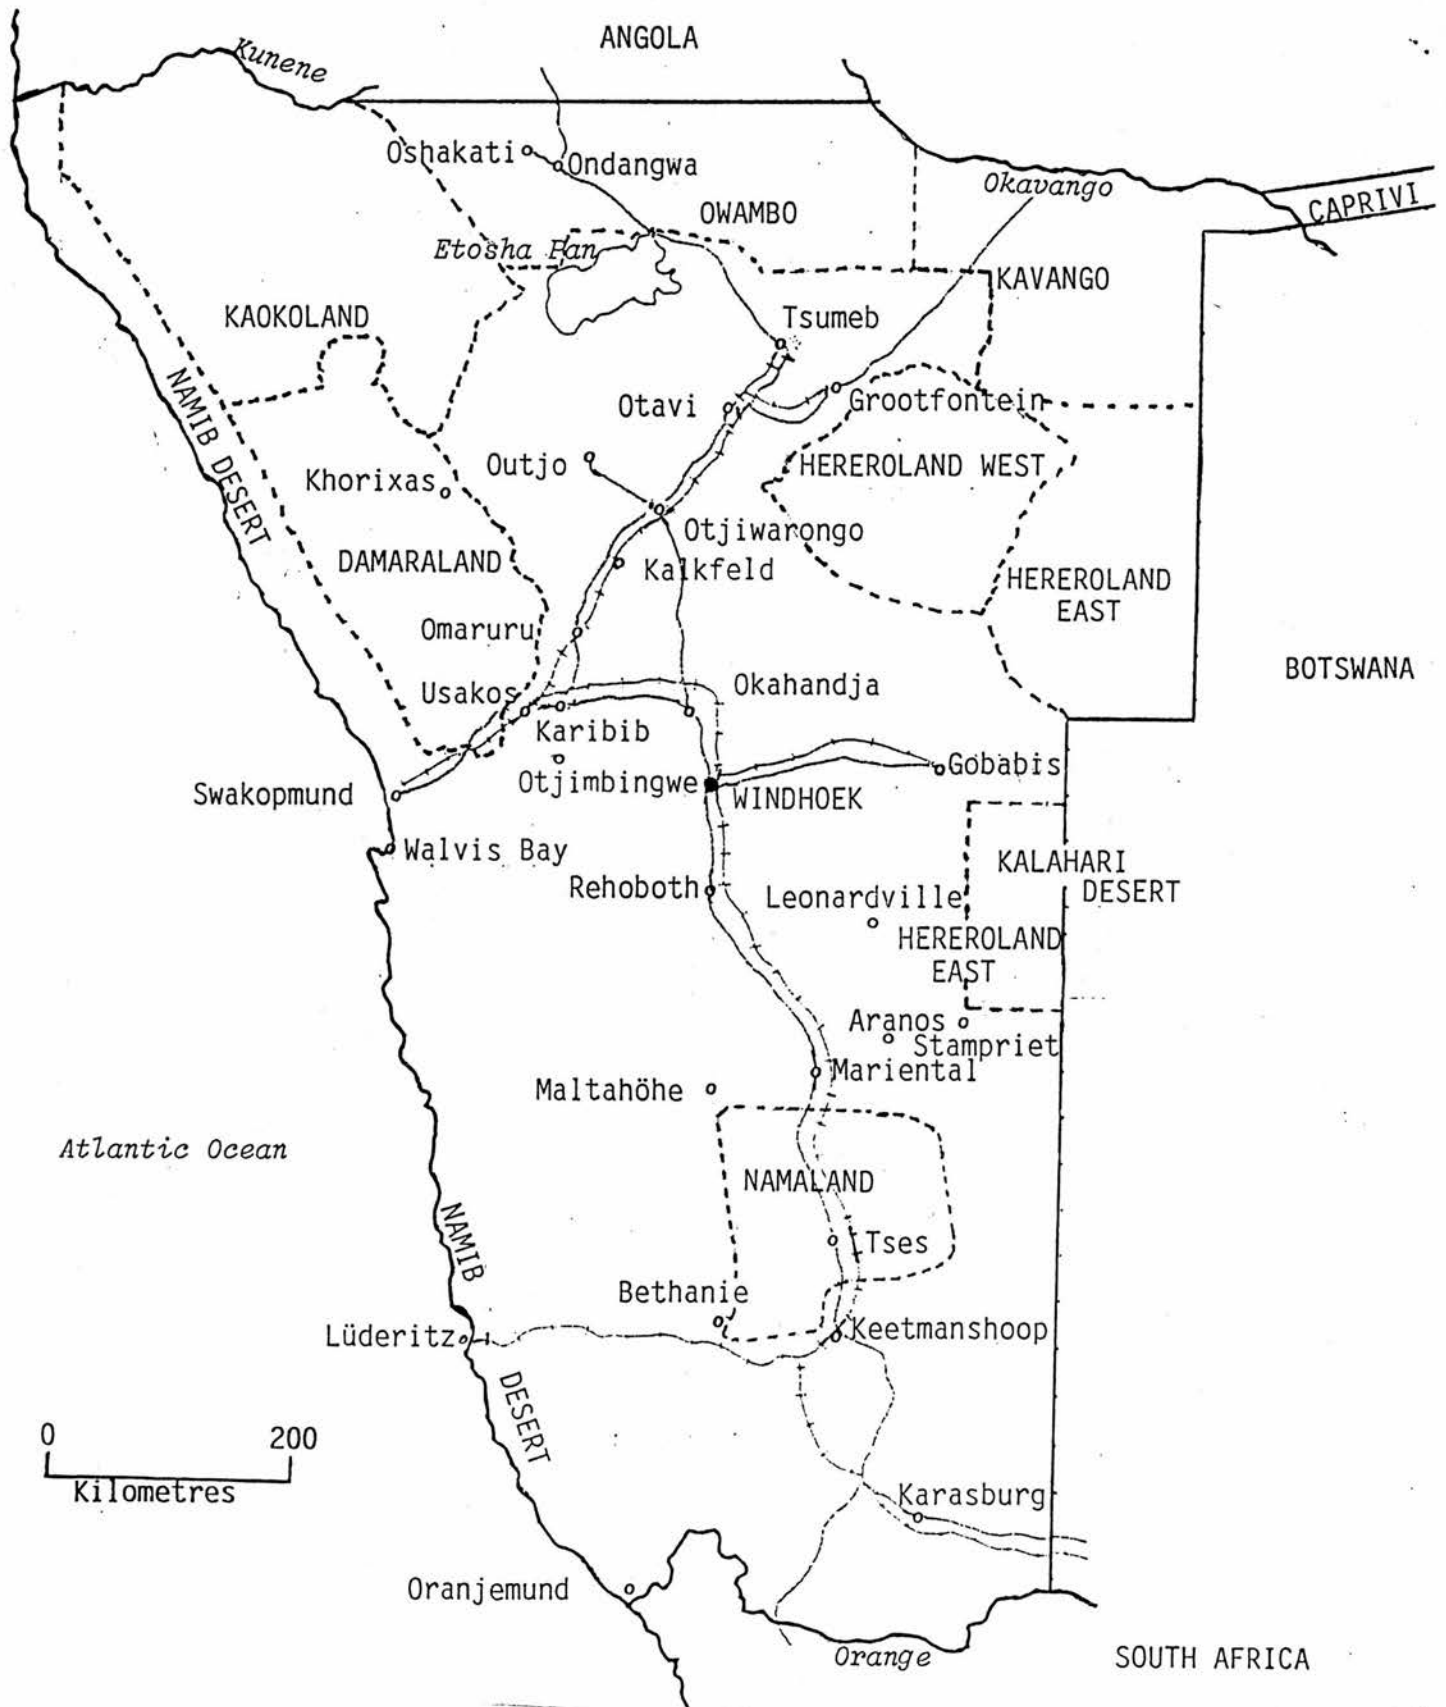 ANGOLA
Kunene
Oshakati
Ondangwa
Okavango
CAPRIVI
OWAMBO
Etosha Pan
KAVANGO
KAOKOLAND
Tsumeb
NAMIB DESERT
Otavi
Grootfontein
Outjo
HEREROLAND WEST
Khorixas
Otjiwarongo
DAMARALAND
Kalkfeld
HEREROLAND
EAST
Omaruru
BOTSWANA
Usakos
Okahandja
Karibib
Gobabis
Otjimbingwe
Swakopmund
WINDHOEK
Walvis Bay
KALAHARI
DESERT
Rehoboth
Leonardville
HEREROLAND
EAST
Aranos
Stampriet
Mariental
Maltahöhe
Atlantic Ocean
NAMALAND
NAMIB
Tses
Bethanie
Lüderitz
Keetmanshoop
DESERT
0 200
Kilometres
Karasburg
Oranjemund
Orange
SOUTH AFRICA